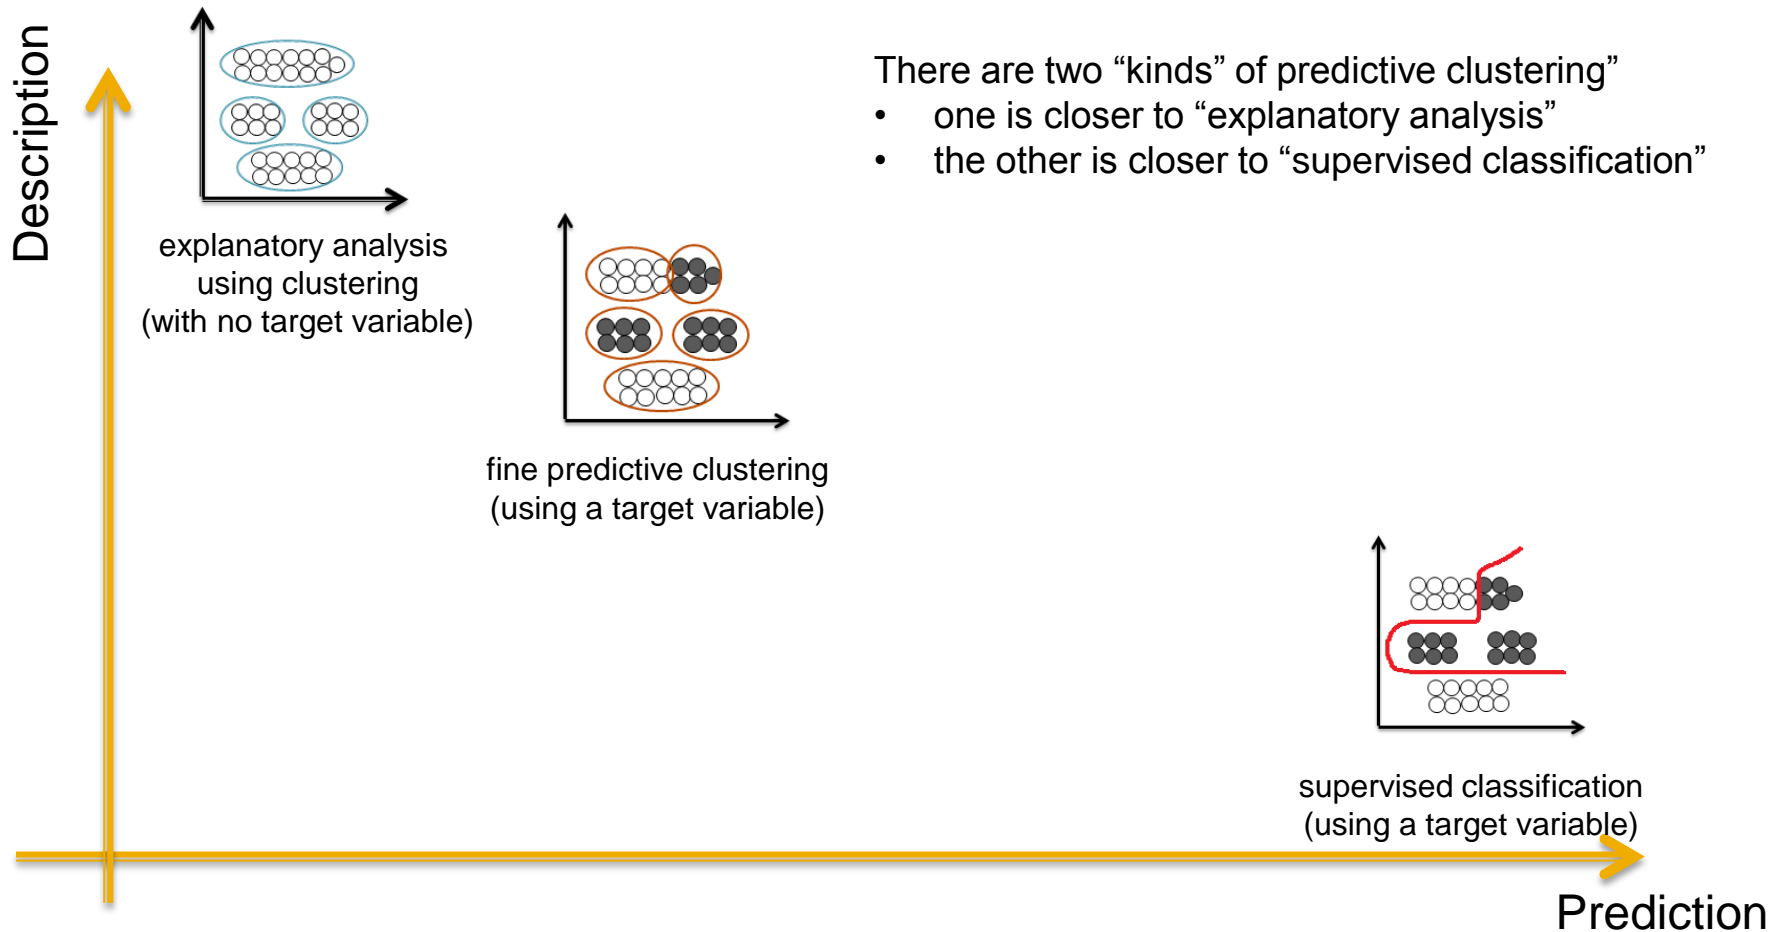 Description
There are two “kinds” of predictive clustering”
• one is closer to “explanatory analysis”
• the other is closer to “supervised classification”
explanatory analysis
using clustering
(with no target variable)
fine predictive clustering
(using a target variable)
supervised classification
(using a target variable)
Prediction